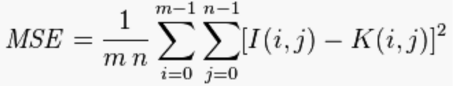 MSE = \frac{1}{m n} \sum_{i=0}^{m-1} \sum_{j=0}^{n-1} [I(i,j) - K(i,j)]^2